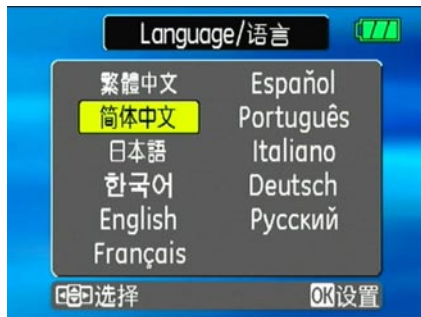 Language/语言
繁體中文
简体中文
日本語
한국어
English
Français
Espaňol
Português
Italiano
Deutsch
Русский
选择
OK设置